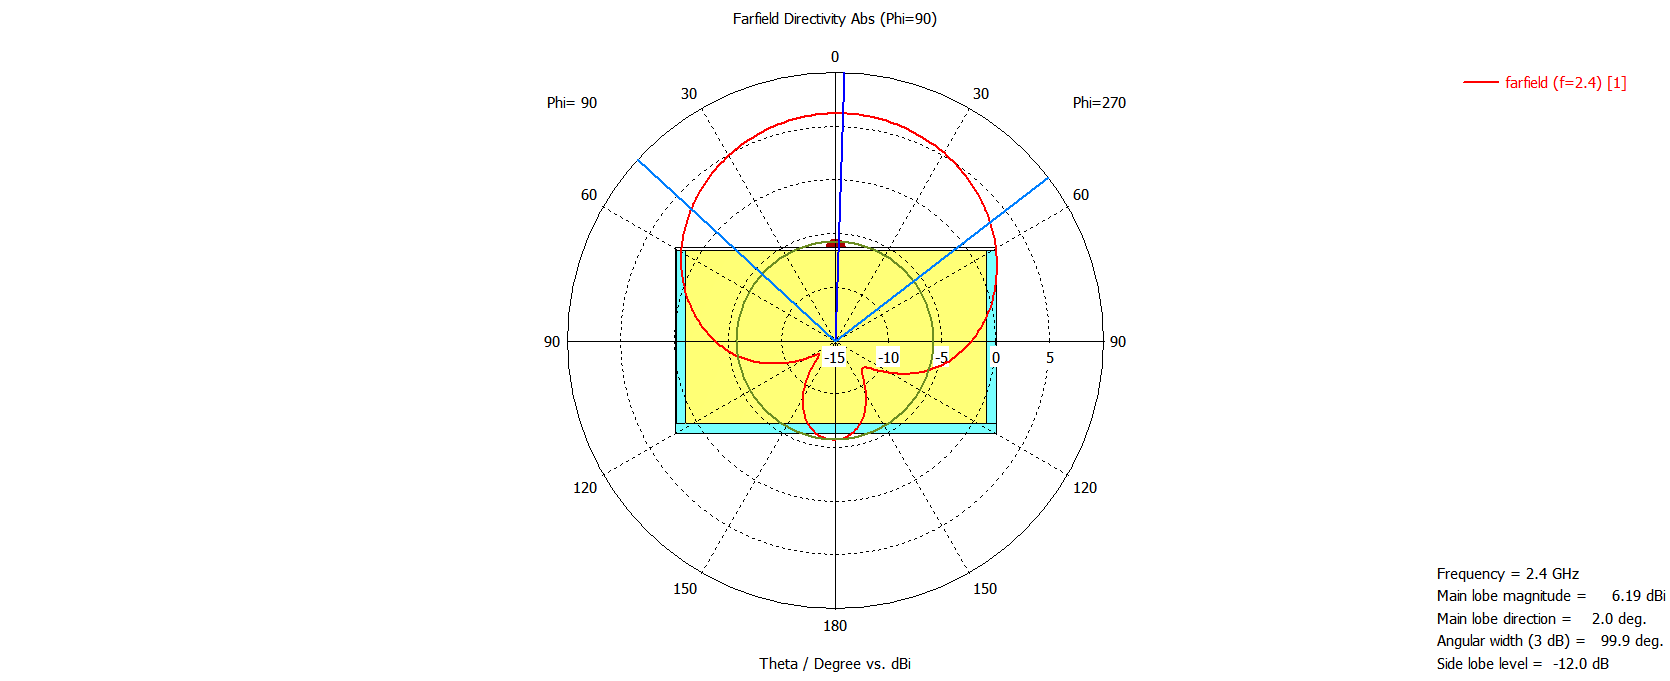 Farfield Directivity Abs (Phi=90)
0
farfield (f=2.4) [1]
30
30
Phi= 90
Phi=270
60
60
90
90
-15
-10
-5
0
5
120
120
150
150
180
Frequency = 2.4 GHz
Main lobe magnitude = 6.19 dBi
Main lobe direction = 2.0 deg.
Angular width (3 dB) = 99.9 deg.
Side lobe level = -12.0 dB
Theta / Degree vs. dBi